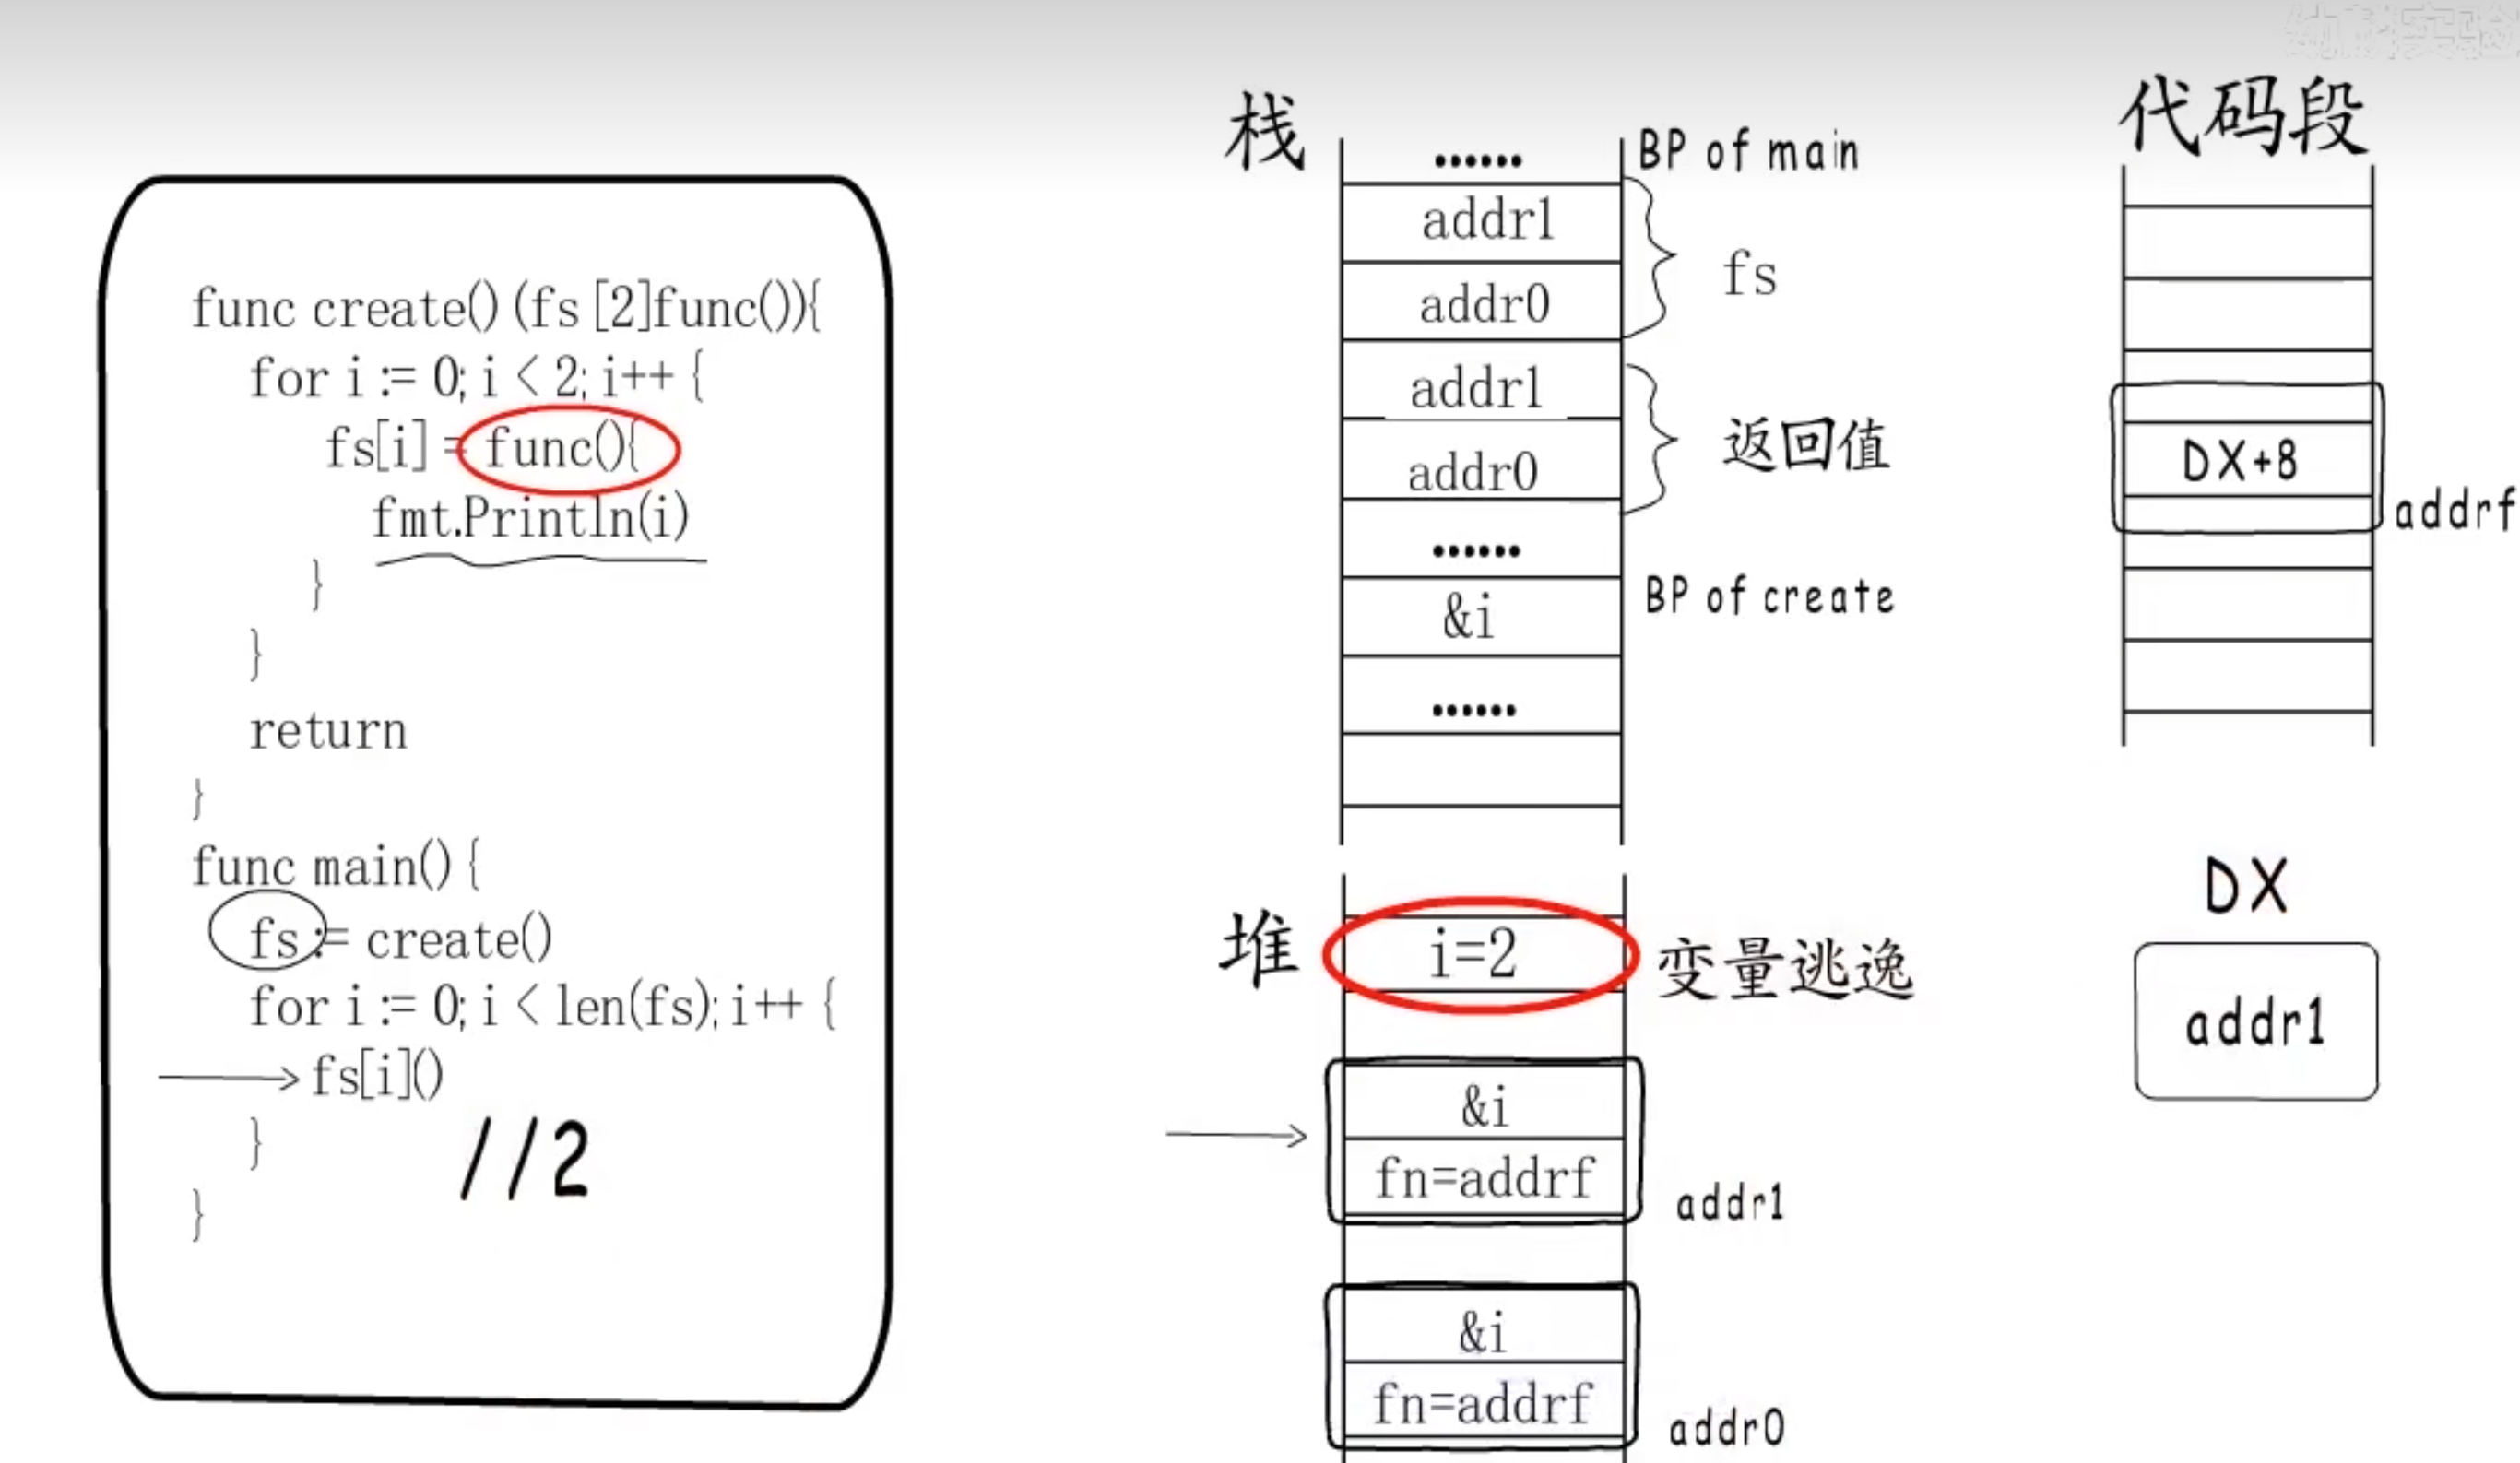 func create() (fs [2]func()){
for i := 0; i < 2; i++ {
fs[i] = func(){
fmt.Println(i)
}
}
return
}
func main() {
fs := create()
for i := 0; i < len(fs); i++ {
fs[i]()
}
//2
}
栈
······
BP of main
addr1
addr0
fs
addr1
addr0
返回值
······
BP of create
&i
······
堆
i=2
变量逃逸
&i
fn=addrf
addr1
&i
fn=addrf
addr0
代码段
DX+8
addrf
DX
addr1